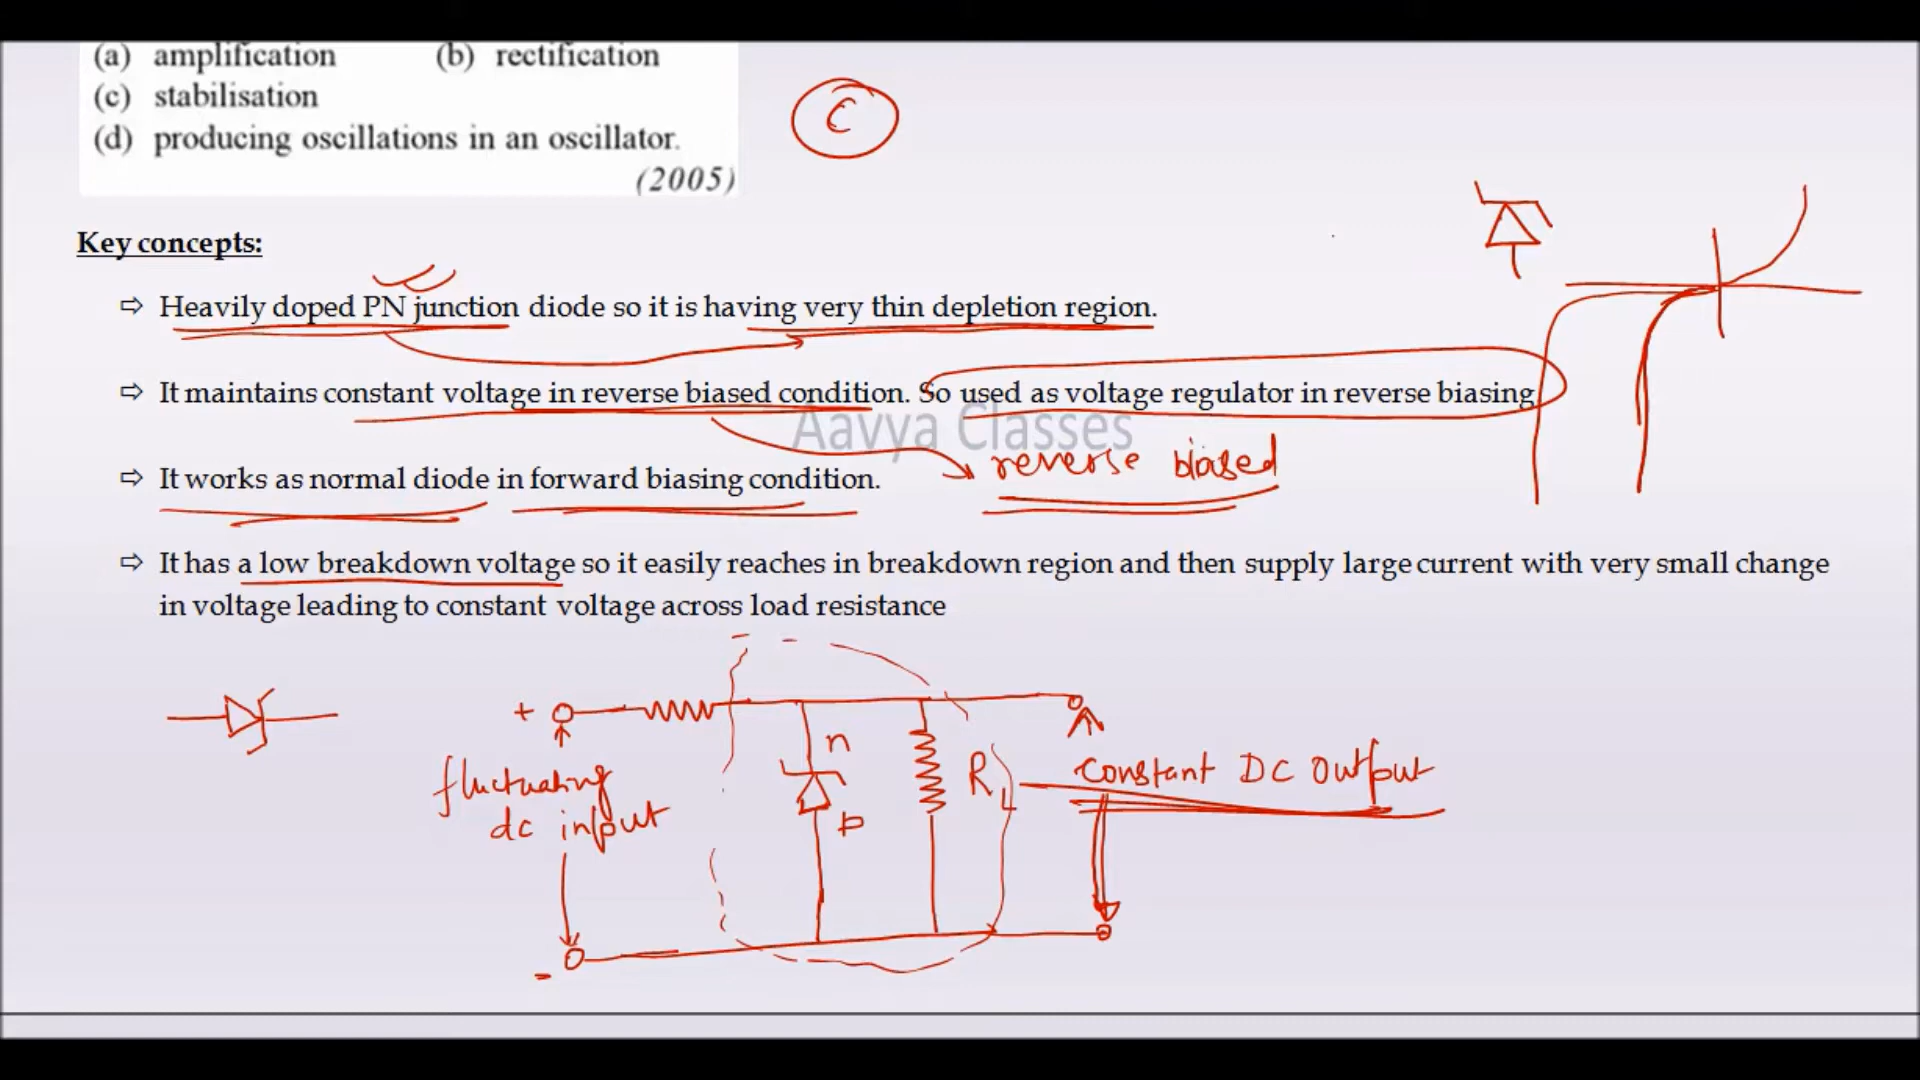 (a) amplification (b) rectification
(c) stabilisation
(d) producing oscillations in an oscillator.
(2005)
C
Key concepts:
⇨ Heavily doped PN junction diode so it is having very thin depletion region.
⇨ It maintains constant voltage in reverse biased condition. So used as voltage regulator in reverse biasing
Aavya Classes
reverse biased
⇨ It works as normal diode in forward biasing condition.
⇨ It has a low breakdown voltage so it easily reaches in breakdown region and then supply large current with very small change
in voltage leading to constant voltage across load resistance
+
n
fluctuating
dc input
p
RL
constant DC output
-